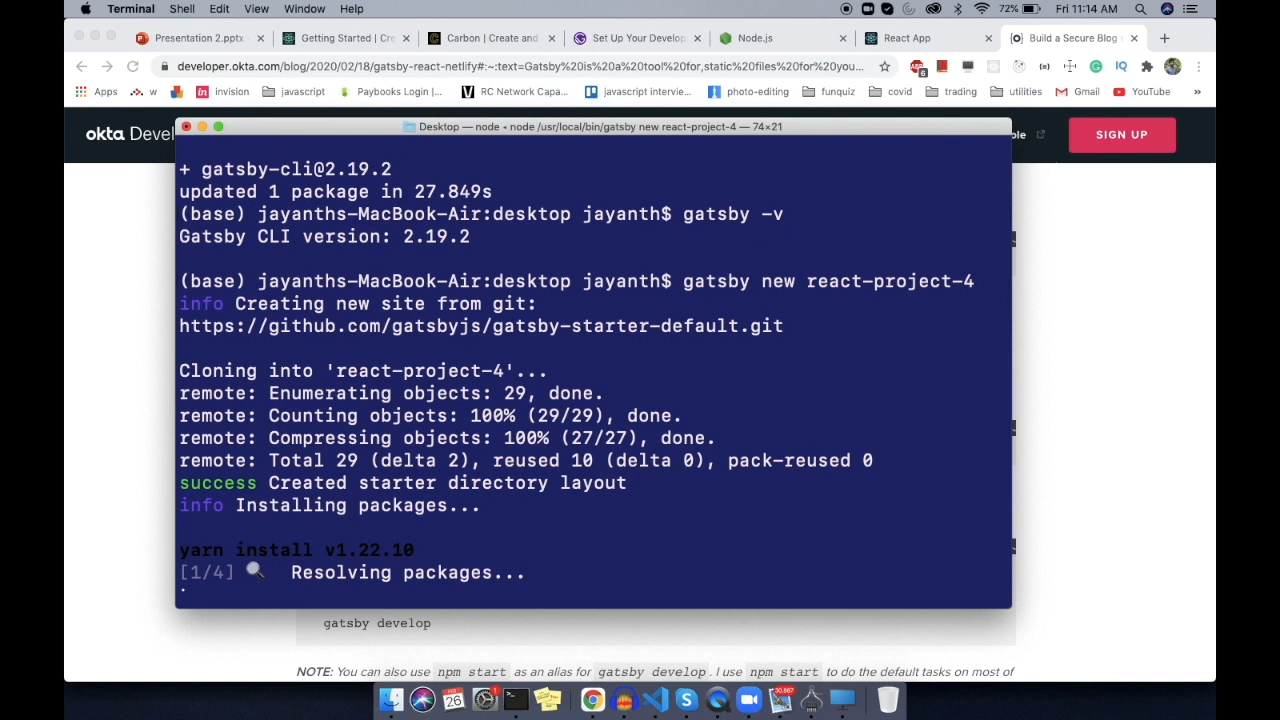 Terminal Shell Edit View Window Help 72% Fri 11:14 AM
Presentation 2.pptx Getting Started | Cre Carbon | Create and Set Up Your Develop Node.js React App Build a Secure Blog w
developer.okta.com/blog/2020/02/18/gatsby-react-netlify#:~:text=Gatsby%20is%20a%20tool%20for,static%20files%20for%20you... ABP 6 IQ
Apps w invision javascript Paybooks Login |... RC Network Capa... javascript intervie... photo-editing funquiz covid trading utilities Gmail YouTube »
okta Devel
ple
SIGN UP
Desktop — node ◂ node /usr/local/bin/gatsby new react-project-4 — 74×21
+ gatsby-cli@2.19.2
updated 1 package in 27.849s
(base) jayanths-MacBook-Air:desktop jayanth$ gatsby -v
Gatsby CLI version: 2.19.2
(base) jayanths-MacBook-Air:desktop jayanth$ gatsby new react-project-4
info Creating new site from git:
https://github.com/gatsbyjs/gatsby-starter-default.git
Cloning into 'react-project-4'...
remote: Enumerating objects: 29, done.
remote: Counting objects: 100% (29/29), done.
remote: Compressing objects: 100% (27/27), done.
remote: Total 29 (delta 2), reused 10 (delta 0), pack-reused 0
success Created starter directory layout
info Installing packages...
yarn install v1.22.10
[1/4] Resolving packages...
gatsby develop
NOTE: You can also use npm start as an alias for gatsby develop. I use npm start to do the default tasks on most of
FEB 26 1 30,867